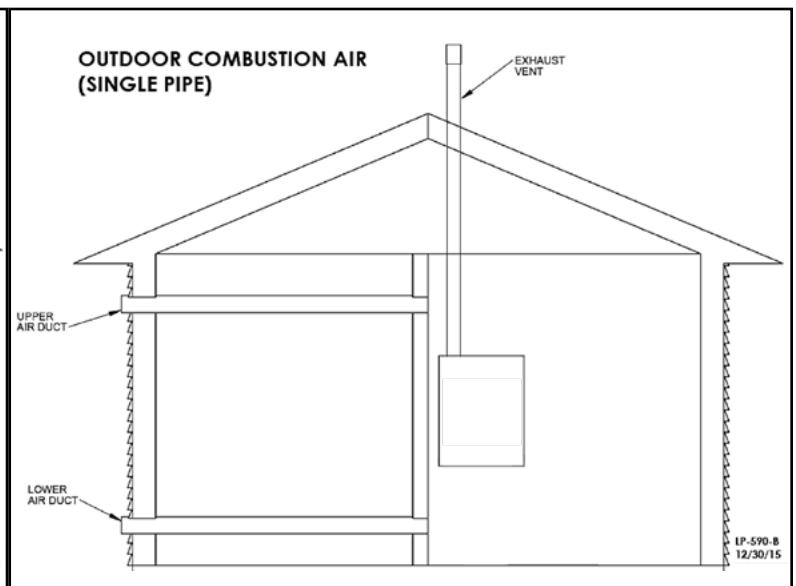 OUTDOOR COMBUSTION AIR
(SINGLE PIPE)
EXHAUST
VENT
UPPER
AIR DUCT
LOWER
AIR DUCT
LP-590-B
12/30/15